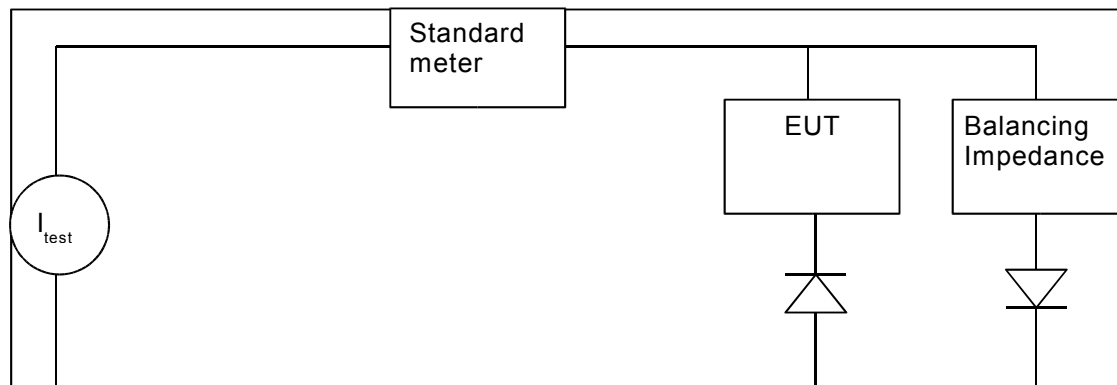 Standard
meter
EUT
Balancing
Impedance
I test